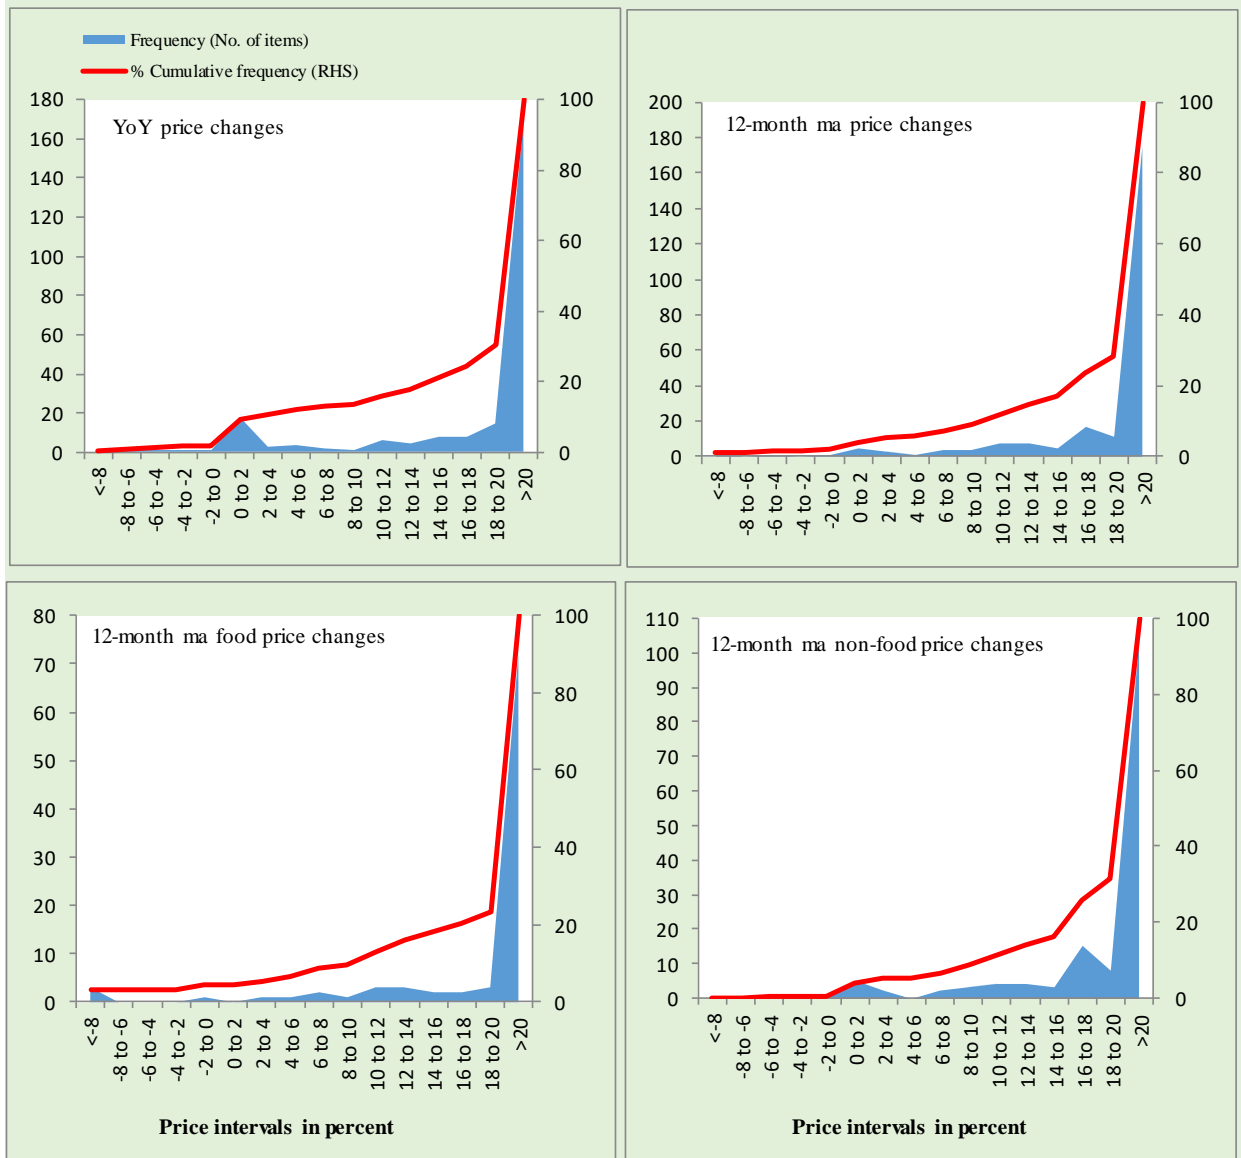 Frequency (No. of items)
% Cumulative frequency (RHS)
YoY price changes
180
160
140
120
100
80
60
40
20
0
100
80
60
40
20
0
<-8
-8 to -6
-6 to -4
-4 to -2
-2 to 0
0 to 2
2 to 4
4 to 6
6 to 8
8 to 10
10 to 12
12 to 14
14 to 16
16 to 18
18 to 20
>20
12-month ma price changes
200
180
160
140
120
100
80
60
40
20
0
100
80
60
40
20
0
<-8
-8 to -6
-6 to -4
-4 to -2
-2 to 0
0 to 2
2 to 4
4 to 6
6 to 8
8 to 10
10 to 12
12 to 14
14 to 16
16 to 18
18 to 20
>20
12-month ma food price changes
80
70
60
50
40
30
20
10
0
100
80
60
40
20
0
<-8
-8 to -6
-6 to -4
-4 to -2
-2 to 0
0 to 2
2 to 4
4 to 6
6 to 8
8 to 10
10 to 12
12 to 14
14 to 16
16 to 18
18 to 20
>20
Price intervals in percent
12-month ma non-food price changes
110
100
90
80
70
60
50
40
30
20
10
0
100
80
60
40
20
0
<-8
-8 to -6
-6 to -4
-4 to -2
-2 to 0
0 to 2
2 to 4
4 to 6
6 to 8
8 to 10
10 to 12
12 to 14
14 to 16
16 to 18
18 to 20
>20
Price intervals in percent